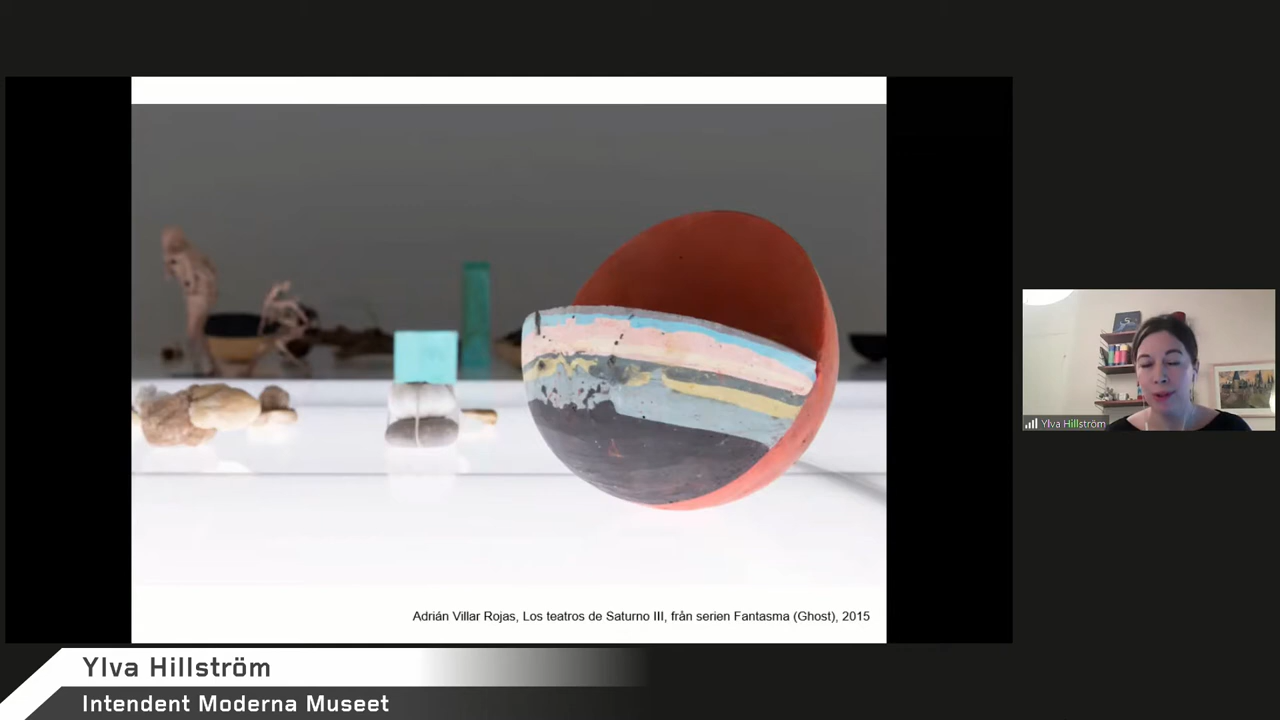 Adrián Villar Rojas, Los teatros de Saturno III, från serien Fantasma (Ghost), 2015
Ylva Hillström
Ylva Hillström
Intendent Moderna Museet